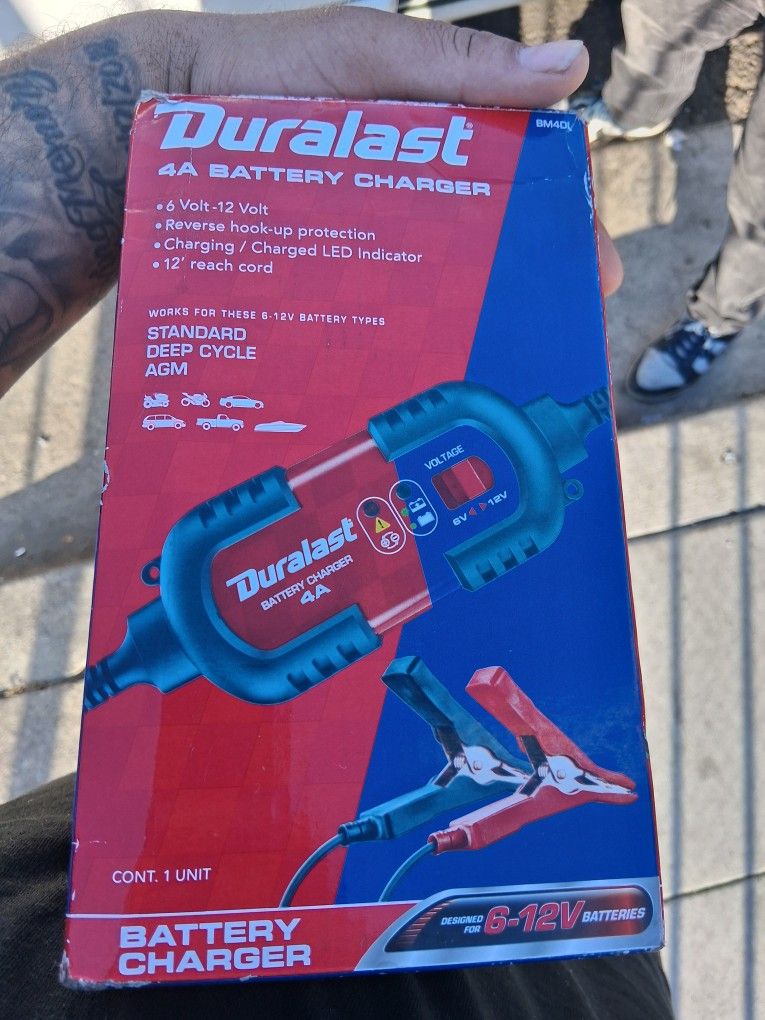 Duralast
BM4DL
4A BATTERY CHARGER
• 6 Volt-12 Volt
• Reverse hook-up protection
• Charging / Charged LED Indicator
• 12' reach cord
WORKS FOR THESE 6-12V BATTERY TYPES
STANDARD
DEEP CYCLE
AGM
VOLTAGE
6V 12V
Duralast
BATTERY CHARGER
4A
CONT. 1 UNIT
BATTERY
CHARGER
DESIGNED
FOR
6-12V BATTERIES